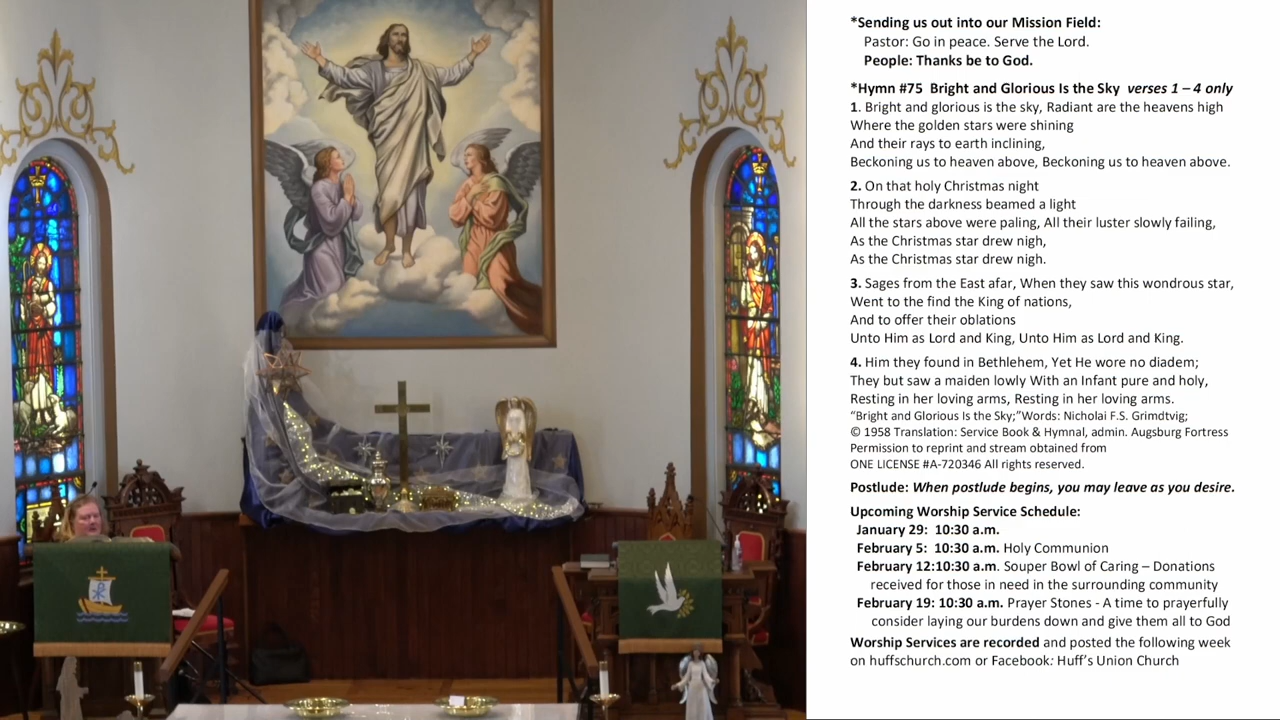 *Sending us out into our Mission Field:
Pastor: Go in peace. Serve the Lord.
People: Thanks be to God.
*Hymn #75 Bright and Glorious Is the Sky verses 1 – 4 only
1. Bright and glorious is the sky, Radiant are the heavens high
Where the golden stars were shining
And their rays to earth inclining,
Beckoning us to heaven above, Beckoning us to heaven above.
2. On that holy Christmas night
Through the darkness beamed a light
All the stars above were paling, All their luster slowly failing,
As the Christmas star drew nigh,
As the Christmas star drew nigh.
3. Sages from the East afar, When they saw this wondrous star,
Went to the find the King of nations,
And to offer their oblations
Unto Him as Lord and King, Unto Him as Lord and King.
4. Him they found in Bethlehem, Yet He wore no diadem;
They but saw a maiden lowly With an Infant pure and holy,
Resting in her loving arms, Resting in her loving arms.
“Bright and Glorious Is the Sky;”Words: Nicholai F.S. Grimdtvig;
© 1958 Translation: Service Book & Hymnal, admin. Augsburg Fortress
Permission to reprint and stream obtained from
ONE LICENSE #A-720346 All rights reserved.
Postlude: When postlude begins, you may leave as you desire.
Upcoming Worship Service Schedule:
January 29: 10:30 a.m.
February 5: 10:30 a.m. Holy Communion
February 12:10:30 a.m. Souper Bowl of Caring – Donations
received for those in need in the surrounding community
February 19: 10:30 a.m. Prayer Stones - A time to prayerfully
consider laying our burdens down and give them all to God
Worship Services are recorded and posted the following week
on huffschurch.com or Facebook: Huff’s Union Church